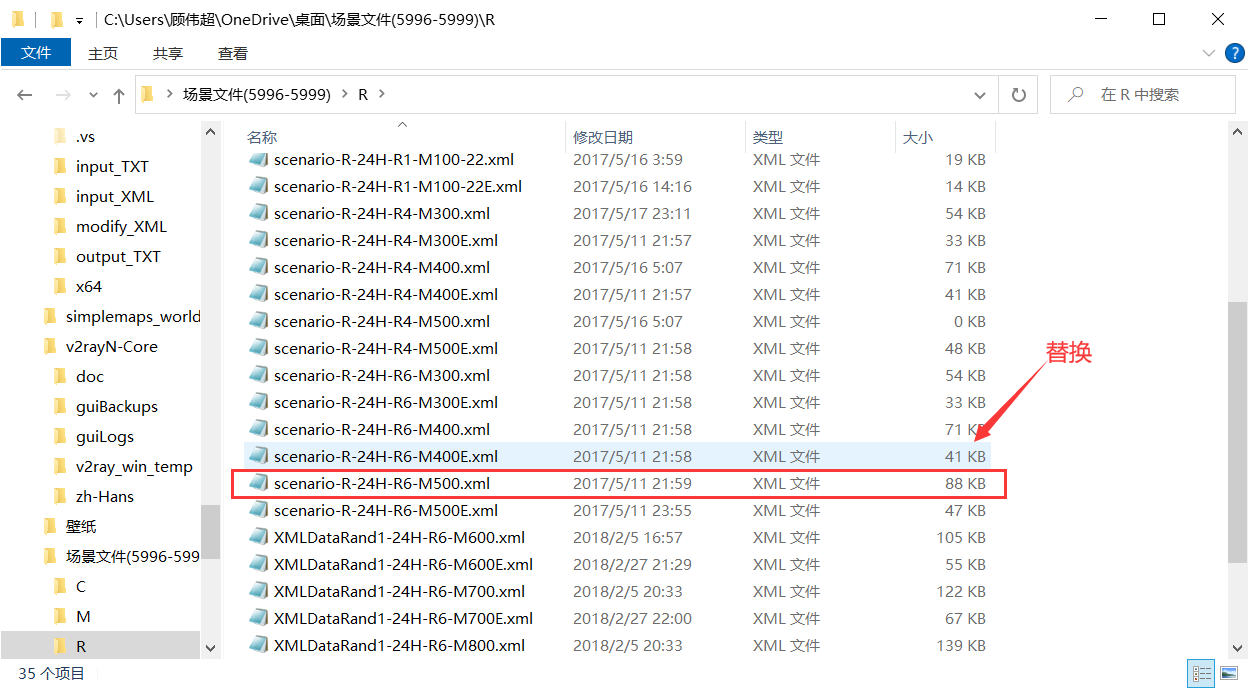 C:\Users\顾伟超\OneDrive\桌面\场景文件(5996-5999)\R
文件 主页 共享 查看
场景文件(5996-5999) R 在 R 中搜索
.vs
input_TXT
input_XML
modify_XML
output_TXT
x64
simplemaps_world
v2rayN-Core
doc
guiBackups
guiLogs
v2ray_win_temp
zh-Hans
壁纸
场景文件(5996-599
C
M
R
名称 修改日期 类型 大小
scenario-R-24H-R1-M100-22.xml 2017/5/16 3:59 XML 文件 19 KB
scenario-R-24H-R1-M100-22E.xml 2017/5/16 14:16 XML 文件 14 KB
scenario-R-24H-R4-M300.xml 2017/5/17 23:11 XML 文件 54 KB
scenario-R-24H-R4-M300E.xml 2017/5/11 21:57 XML 文件 33 KB
scenario-R-24H-R4-M400.xml 2017/5/16 5:07 XML 文件 71 KB
scenario-R-24H-R4-M400E.xml 2017/5/11 21:57 XML 文件 41 KB
scenario-R-24H-R4-M500.xml 2017/5/16 5:07 XML 文件 0 KB
scenario-R-24H-R4-M500E.xml 2017/5/11 21:58 XML 文件 48 KB
scenario-R-24H-R6-M300.xml 2017/5/11 21:58 XML 文件 54 KB
scenario-R-24H-R6-M300E.xml 2017/5/11 21:58 XML 文件 33 KB
scenario-R-24H-R6-M400.xml 2017/5/11 21:58 XML 文件 71 KB
scenario-R-24H-R6-M400E.xml 2017/5/11 21:58 XML 文件 41 KB
scenario-R-24H-R6-M500.xml 2017/5/11 21:59 XML 文件 88 KB
scenario-R-24H-R6-M500E.xml 2017/5/11 23:55 XML 文件 47 KB
XMLDataRand1-24H-R6-M600.xml 2018/2/5 16:57 XML 文件 105 KB
XMLDataRand1-24H-R6-M600E.xml 2018/2/27 21:29 XML 文件 55 KB
XMLDataRand1-24H-R6-M700.xml 2018/2/5 20:33 XML 文件 122 KB
XMLDataRand1-24H-R6-M700E.xml 2018/2/27 22:00 XML 文件 67 KB
XMLDataRand1-24H-R6-M800.xml 2018/2/5 20:33 XML 文件 139 KB
替换
35 个项目